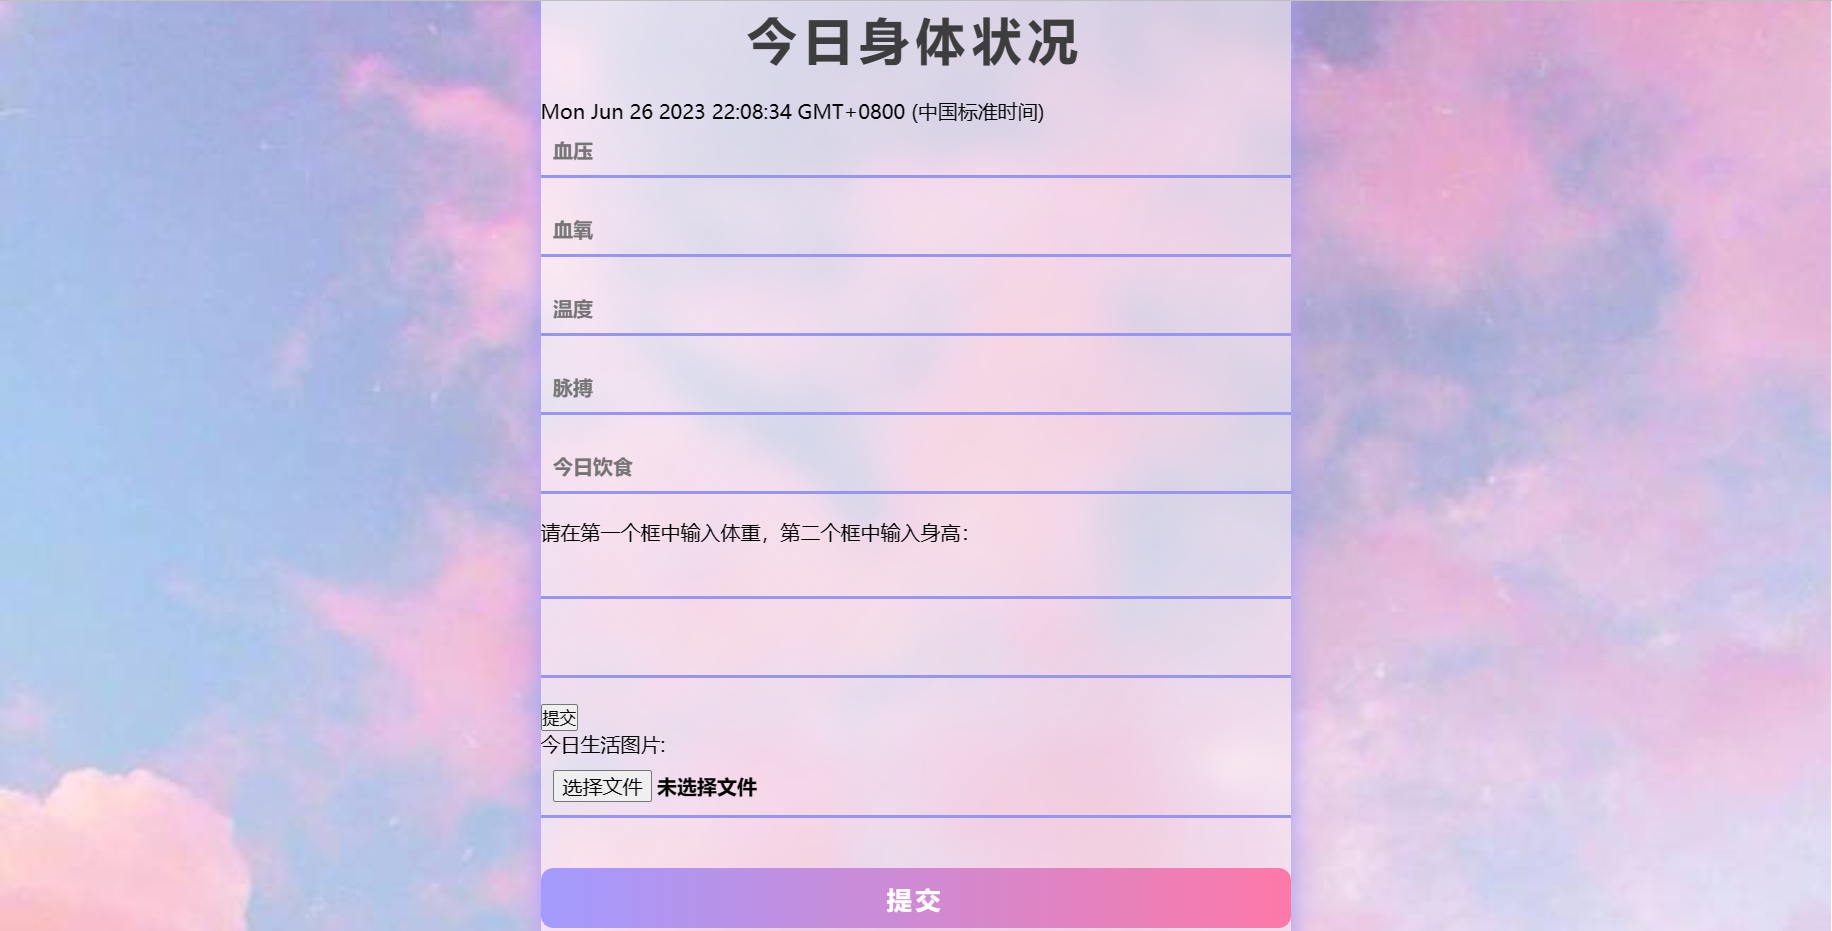 今日身体状况
Mon Jun 26 2023 22:08:34 GMT+0800 (中国标准时间)
血压
血氧
温度
脉搏
今日饮食
请在第一个框中输入体重，第二个框中输入身高：
提交
今日生活图片:
选择文件 未选择文件
提交